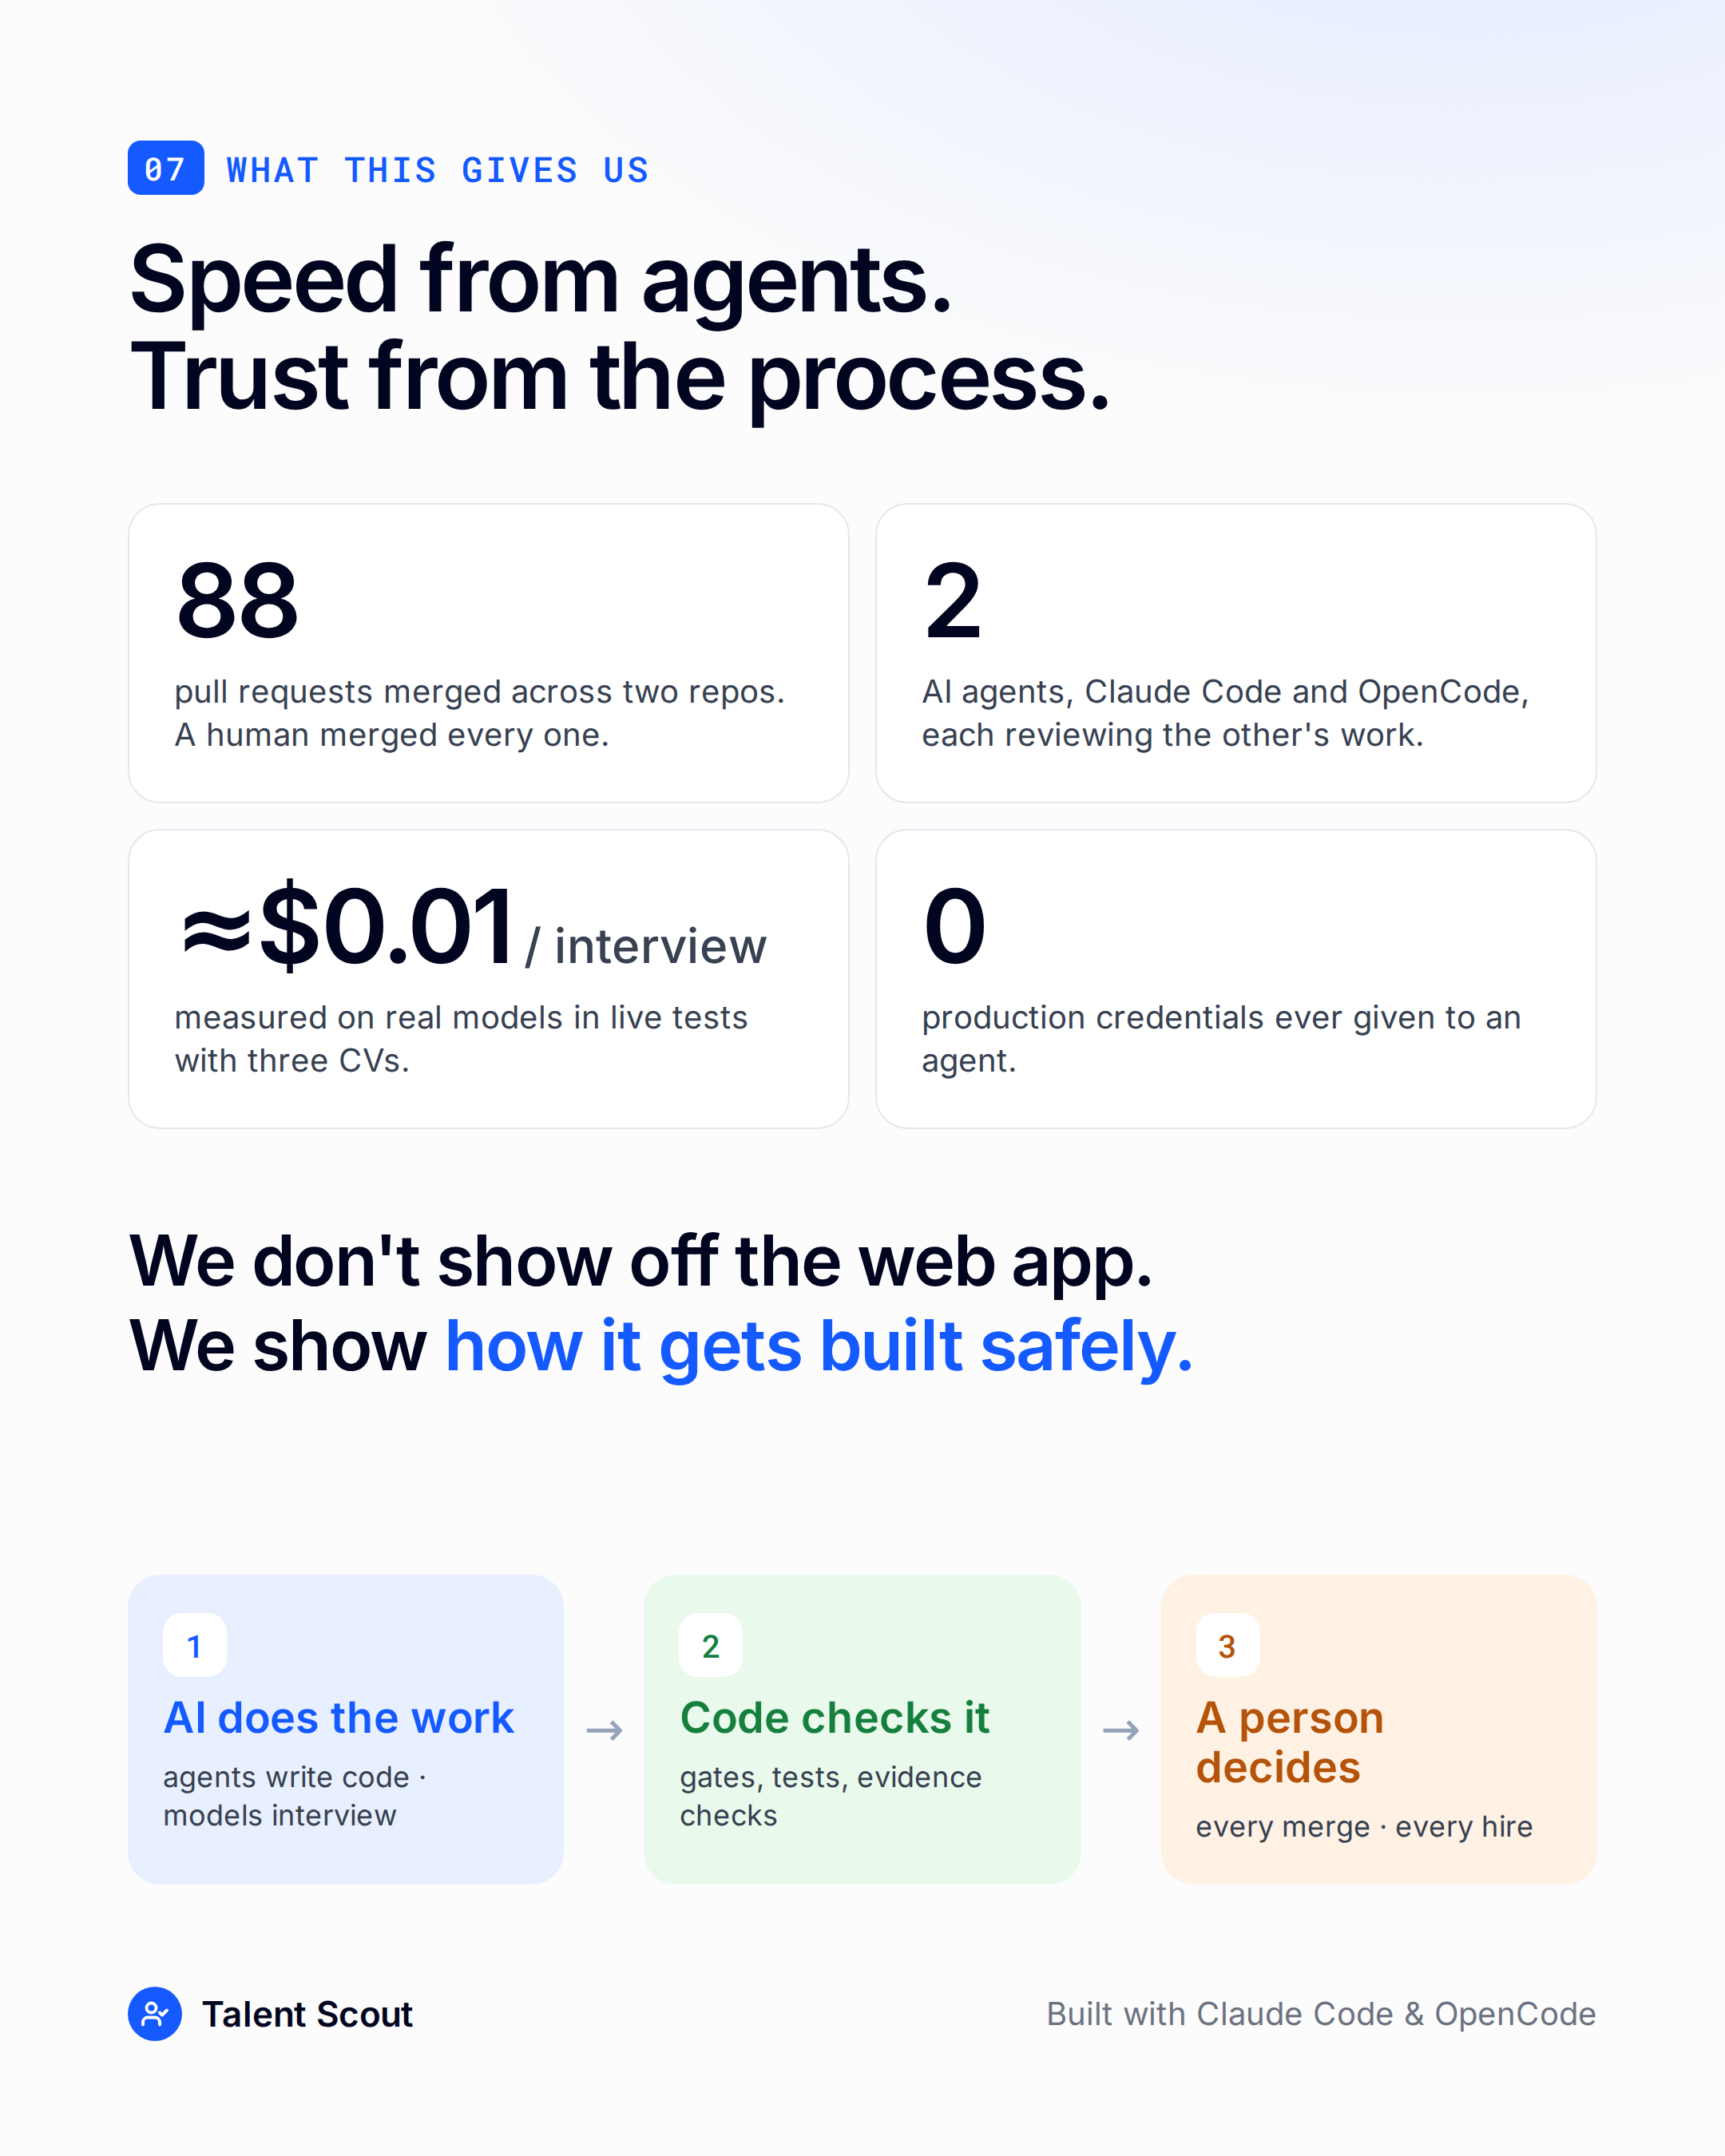 07 WHAT THIS GIVES US
Speed from agents.
Trust from the process.
88
pull requests merged across two repos.
A human merged every one.
2
AI agents, Claude Code and OpenCode,
each reviewing the other's work.
≈$0.01 / interview
measured on real models in live tests
with three CVs.
0
production credentials ever given to an
agent.
We don't show off the web app.
We show how it gets built safely.
1
AI does the work
agents write code ·
models interview
→
2
Code checks it
gates, tests, evidence
checks
→
3
A person
decides
every merge · every hire
Talent Scout
Built with Claude Code & OpenCode